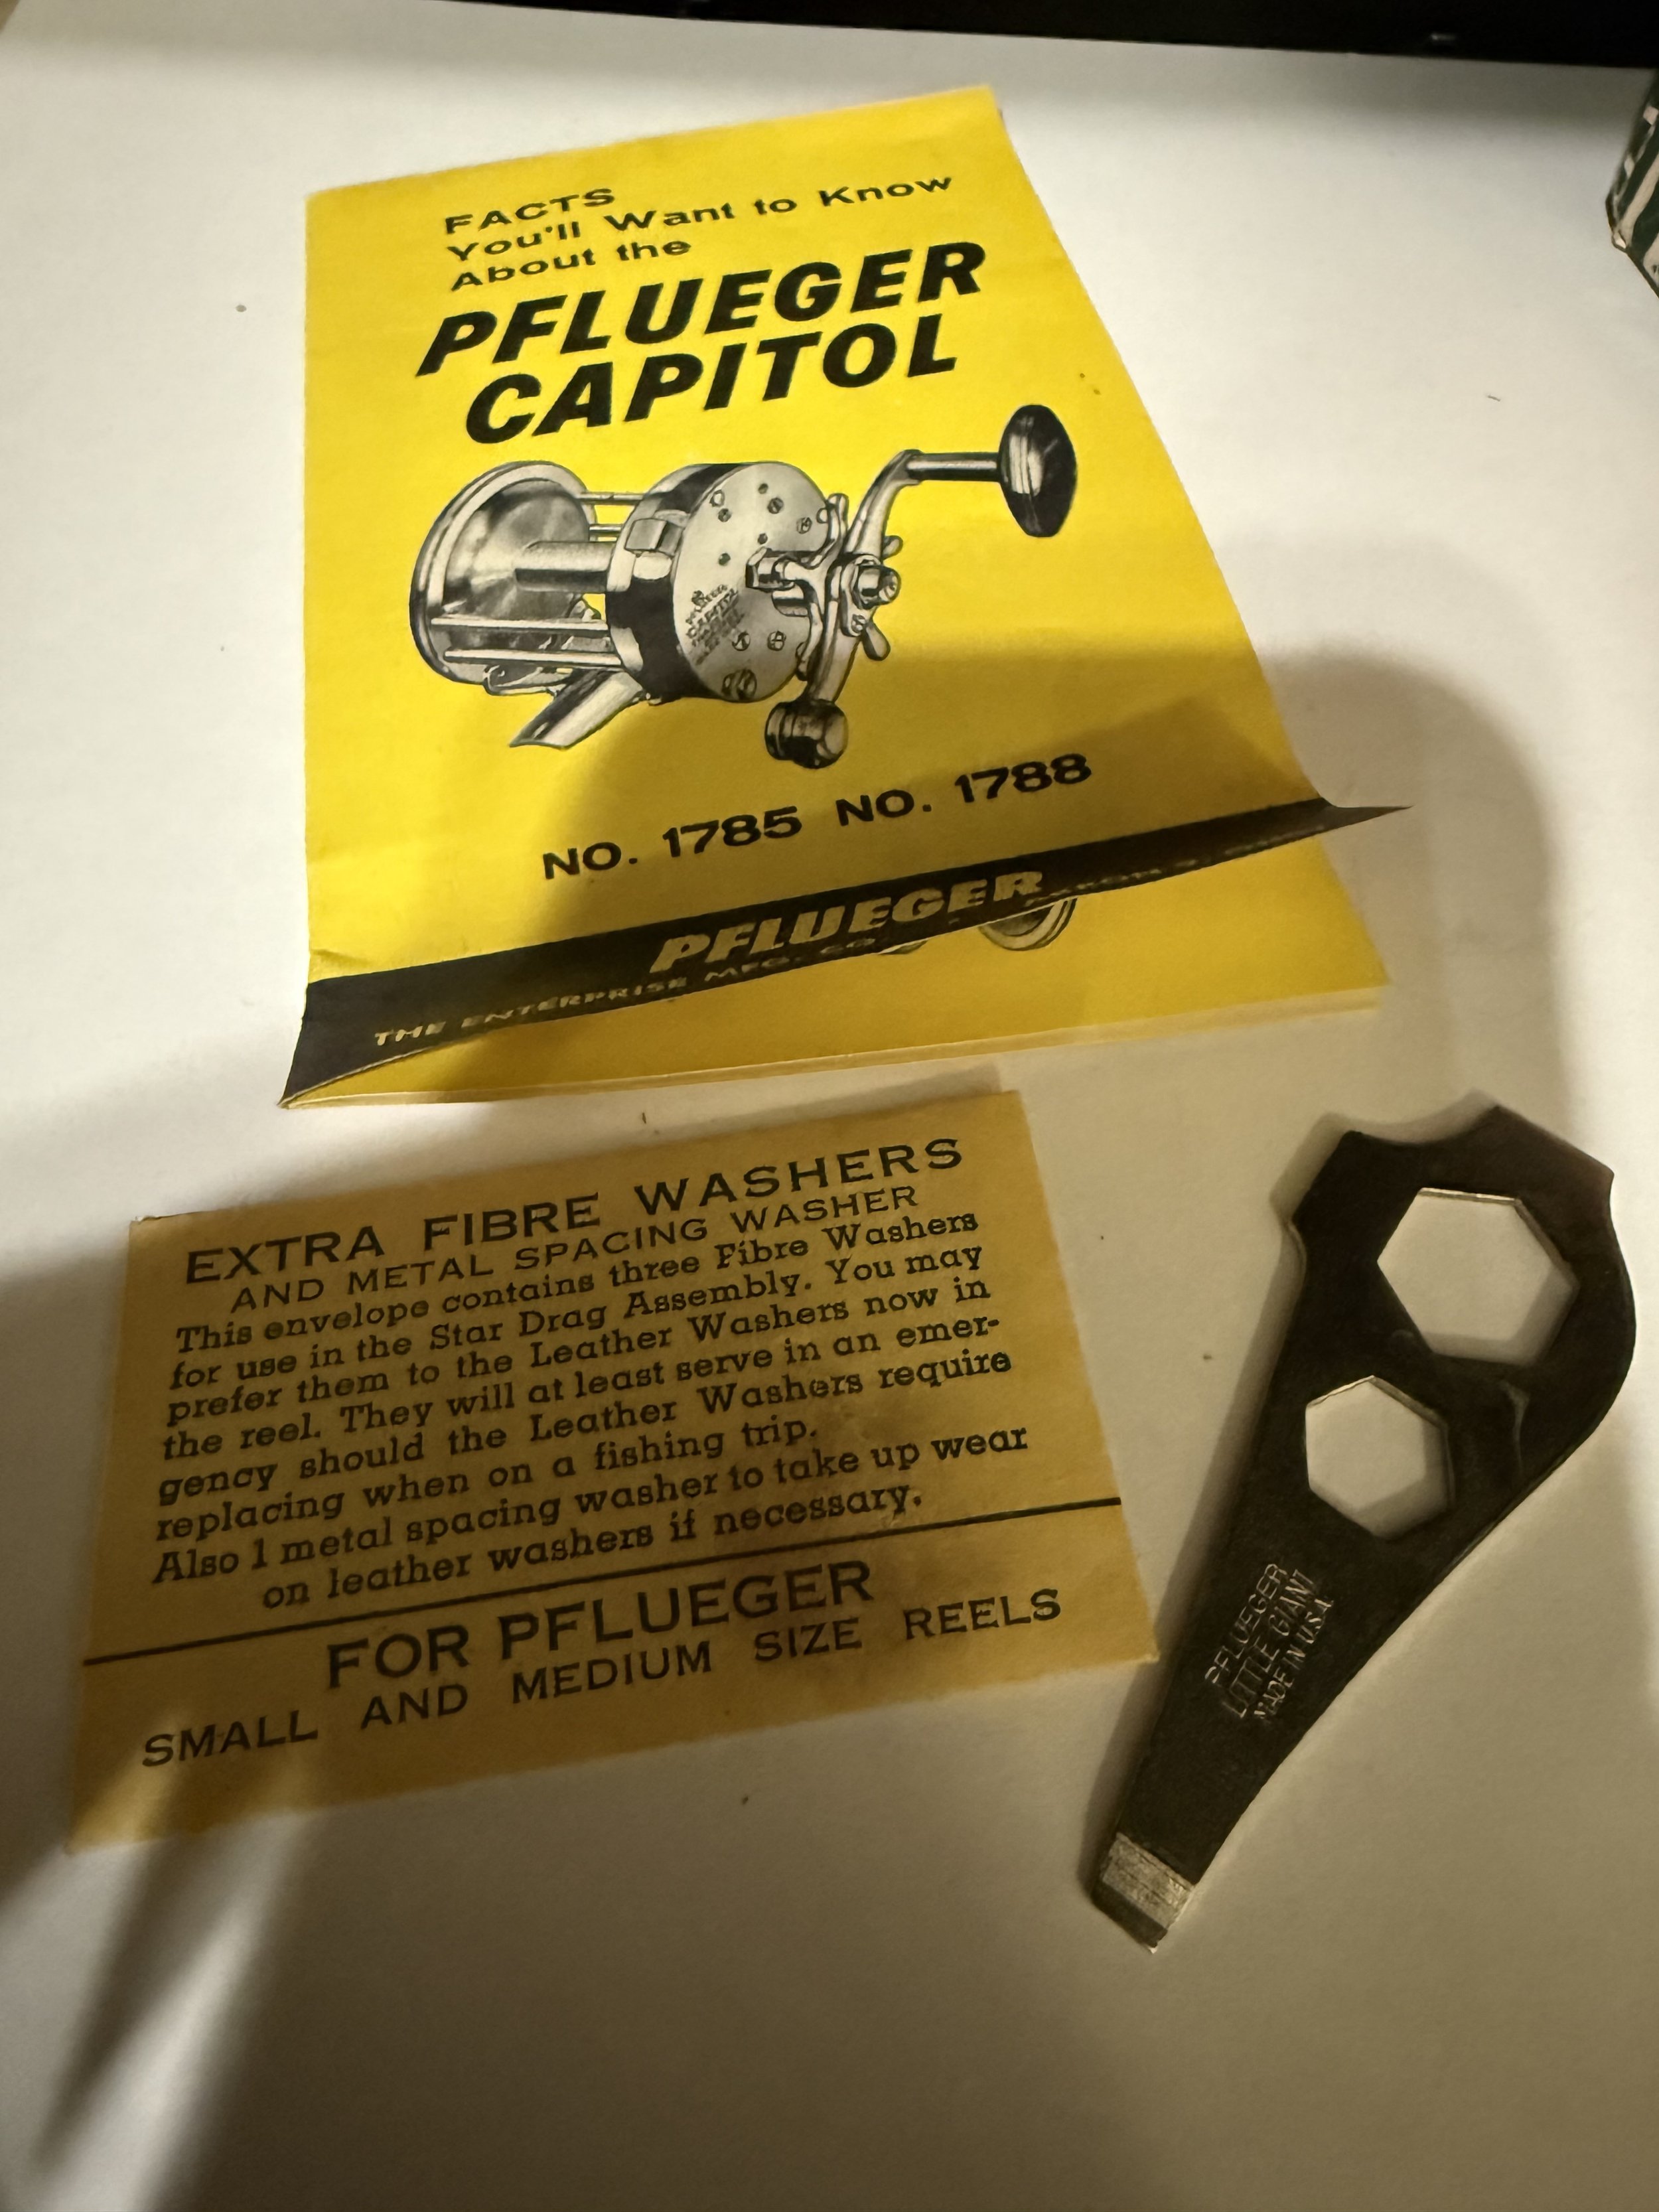 FACTS
You'll Want to Know
About the
PFLUEGER
CAPITOL
NO. 1785 NO. 1788
PFLUEGER
THE ENTERPRISE MFG. CO.
EXTRA FIBRE WASHERS
AND METAL SPACING WASHER
This envelope contains three Fibre Washers
for use in the Star Drag Assembly. You may
prefer them to the Leather Washers now in
the reel. They will at least serve in an emer-
gency should the Leather Washers require
replacing when on a fishing trip.
Also 1 metal spacing washer to take up wear
on leather washers if necessary.
FOR PFLUEGER
SMALL AND MEDIUM SIZE REELS
PFLUEGER
LITTLE GIANT
MADE IN U.S.A.